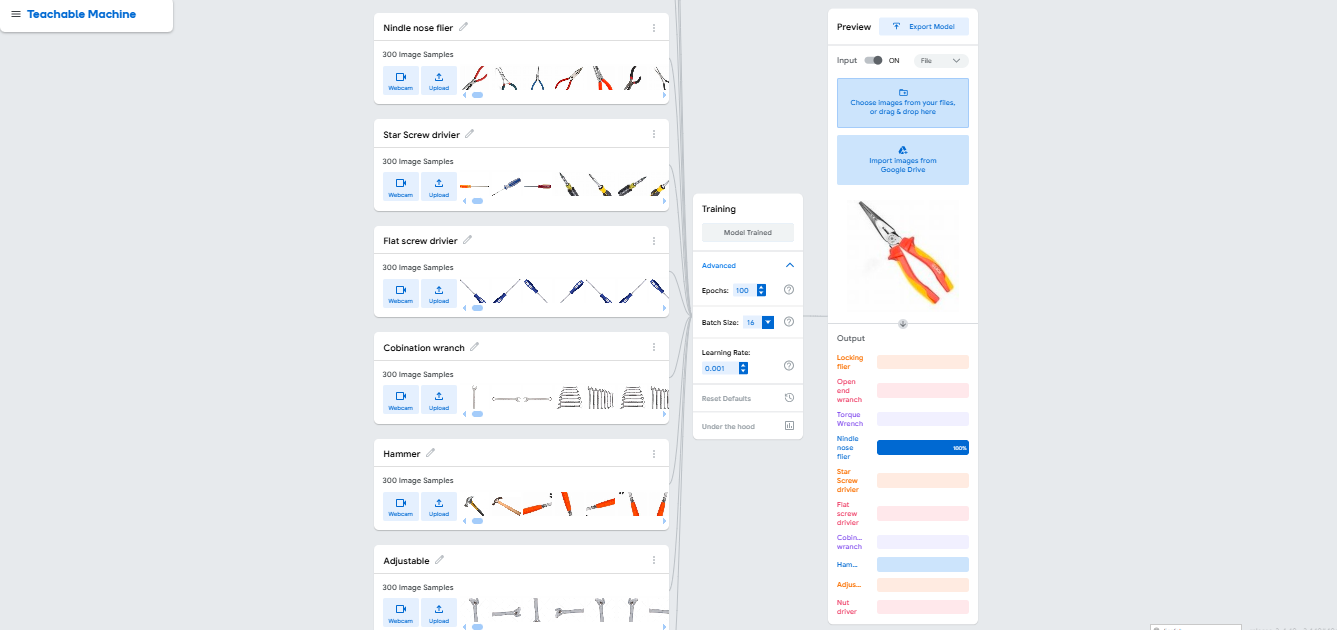 Teachable Machine
Nindle nose flier
300 Image Samples
Webcam
Upload
Star Screw drivier
300 Image Samples
Webcam
Upload
Flat screw drivier
300 Image Samples
Webcam
Upload
Cobination wranch
300 Image Samples
Webcam
Upload
Hammer
300 Image Samples
Webcam
Upload
Adjustable
300 Image Samples
Webcam
Upload
Training
Model Trained
Advanced
Epochs: 100
Batch Size: 16
Learning Rate:
0.001
Reset Defaults
Under the hood
Preview
Export Model
Input ON File
Choose images from your files,
or drag & drop here
Import images from
Google Drive
Output
Locking
flier
Open
end
wranch
Torque
Wrench
Nindle
nose
flier
100%
Star
Screw
drivier
Flat
screw
drivier
Cobin...
wranch
Ham...
Adjus...
Nut
driver